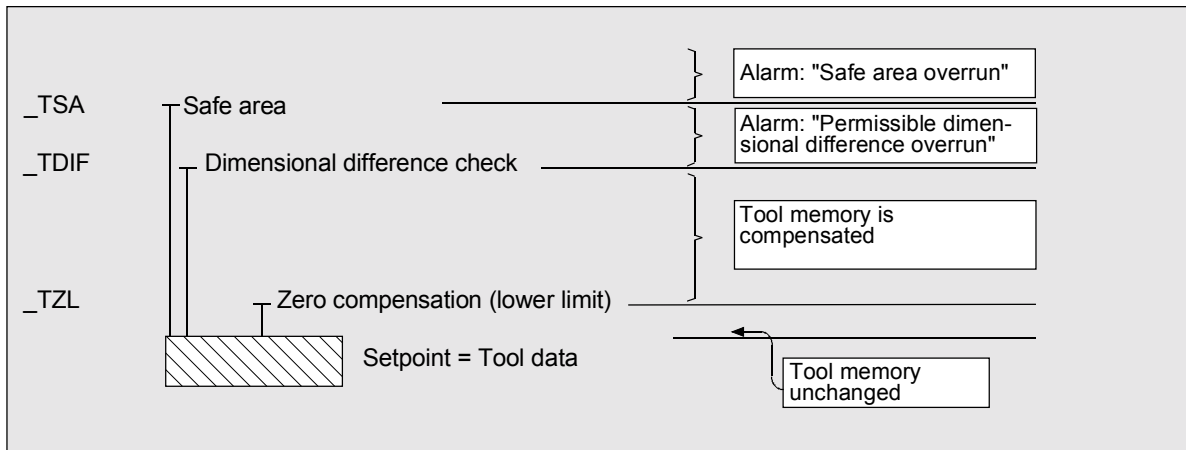 Alarm: "Safe area overrun"
_TSA
Safe area
Alarm: "Permissible dimen-
sional difference overrun"
_TDIF
Dimensional difference check
Tool memory is
compensated
_TZL
Zero compensation (lower limit)
Setpoint = Tool data
Tool memory
unchanged